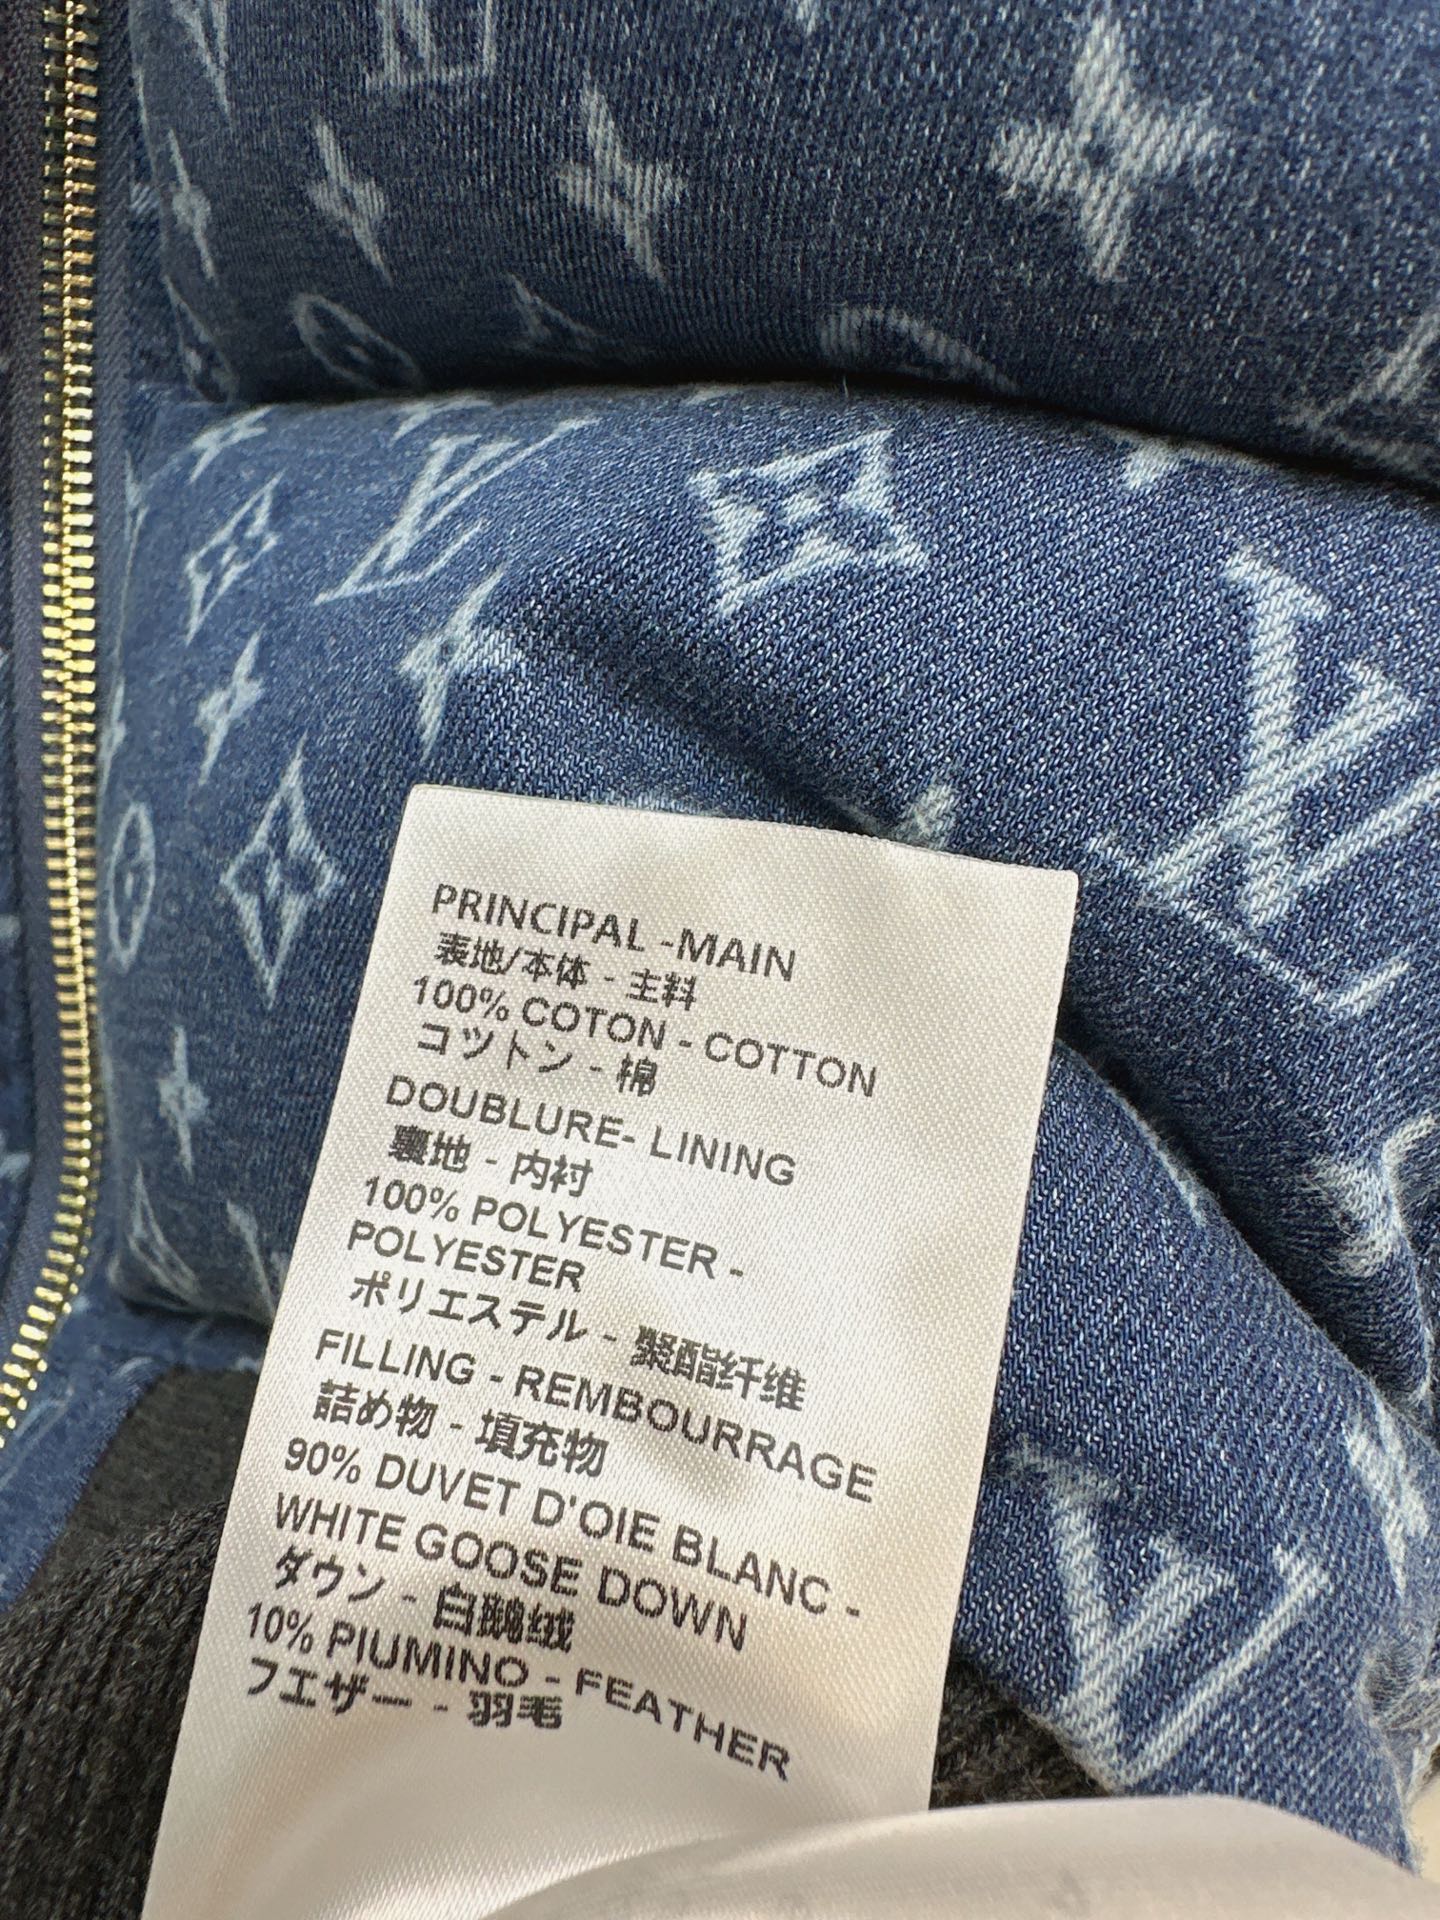 PRINCIPAL -MAIN
表地/本体 - 主料
100% COTON - COTTON
コットン - 棉
DOUBLURE- LINING
裏地 - 内衬
100% POLYESTER -
POLYESTER
ポリエステル - 聚酯纤维
FILLING - REMBOURRAGE
詰め物 - 填充物
90% DUVET D'OIE BLANC -
WHITE GOOSE DOWN
ダウン - 白鹅绒
10% PIUMINO - FEATHER
フエザー - 羽毛